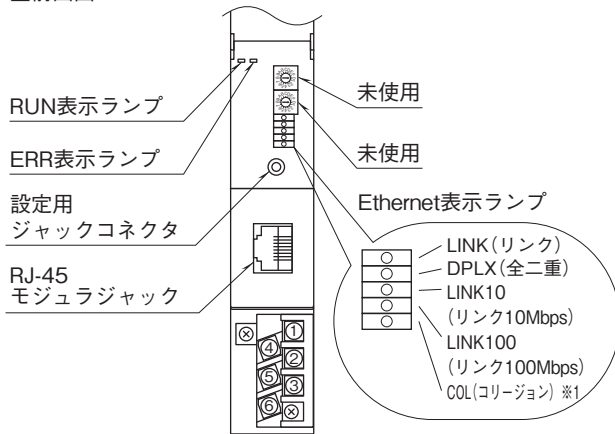 RUN表示ランプ
ERR表示ランプ
設定用
ジャックコネクタ
RJ-45
モジュラジャック
未使用
未使用
Ethernet表示ランプ
LINK(リンク)
DPLX(全二重)
LINK10
(リンク10Mbps)
LINK100
(リンク100Mbps)
COL(コリージョン) ※1
①
④
②
⑤
③
⑥